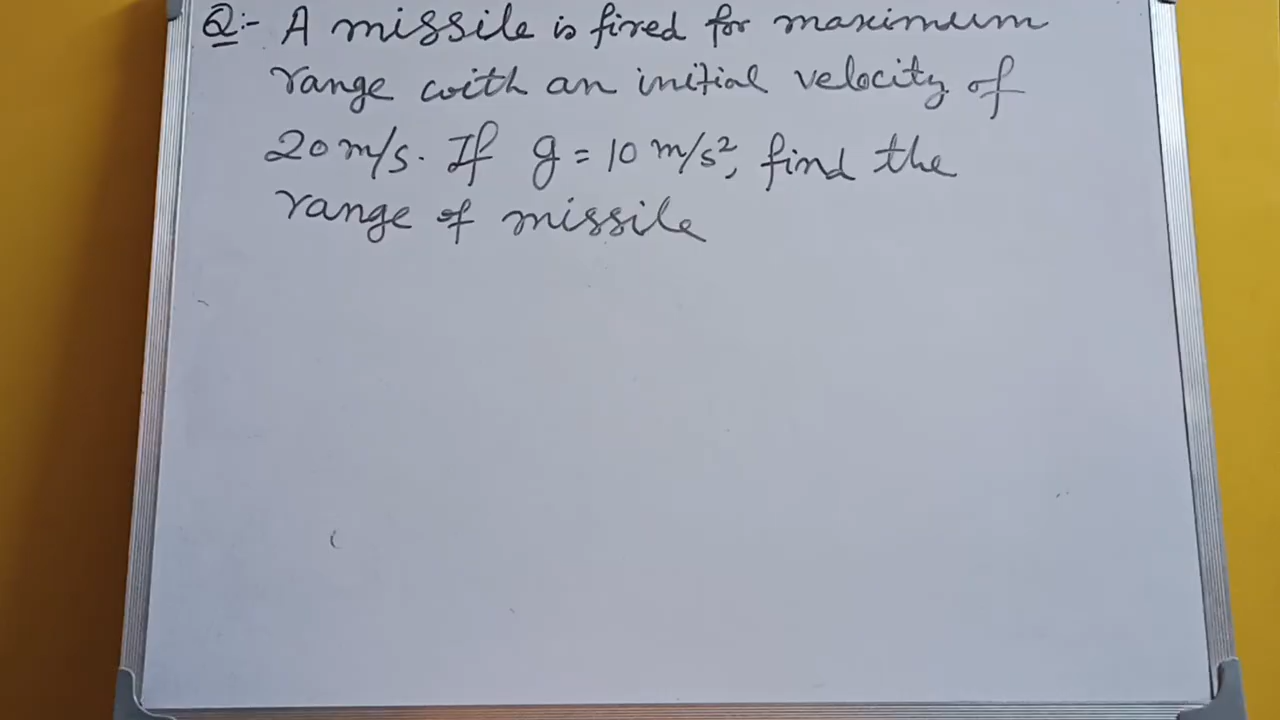 Q:- A missile is fired for maximum
range with an initial velocity of
20 m/s. If g = 10 m/s², find the
range of missile